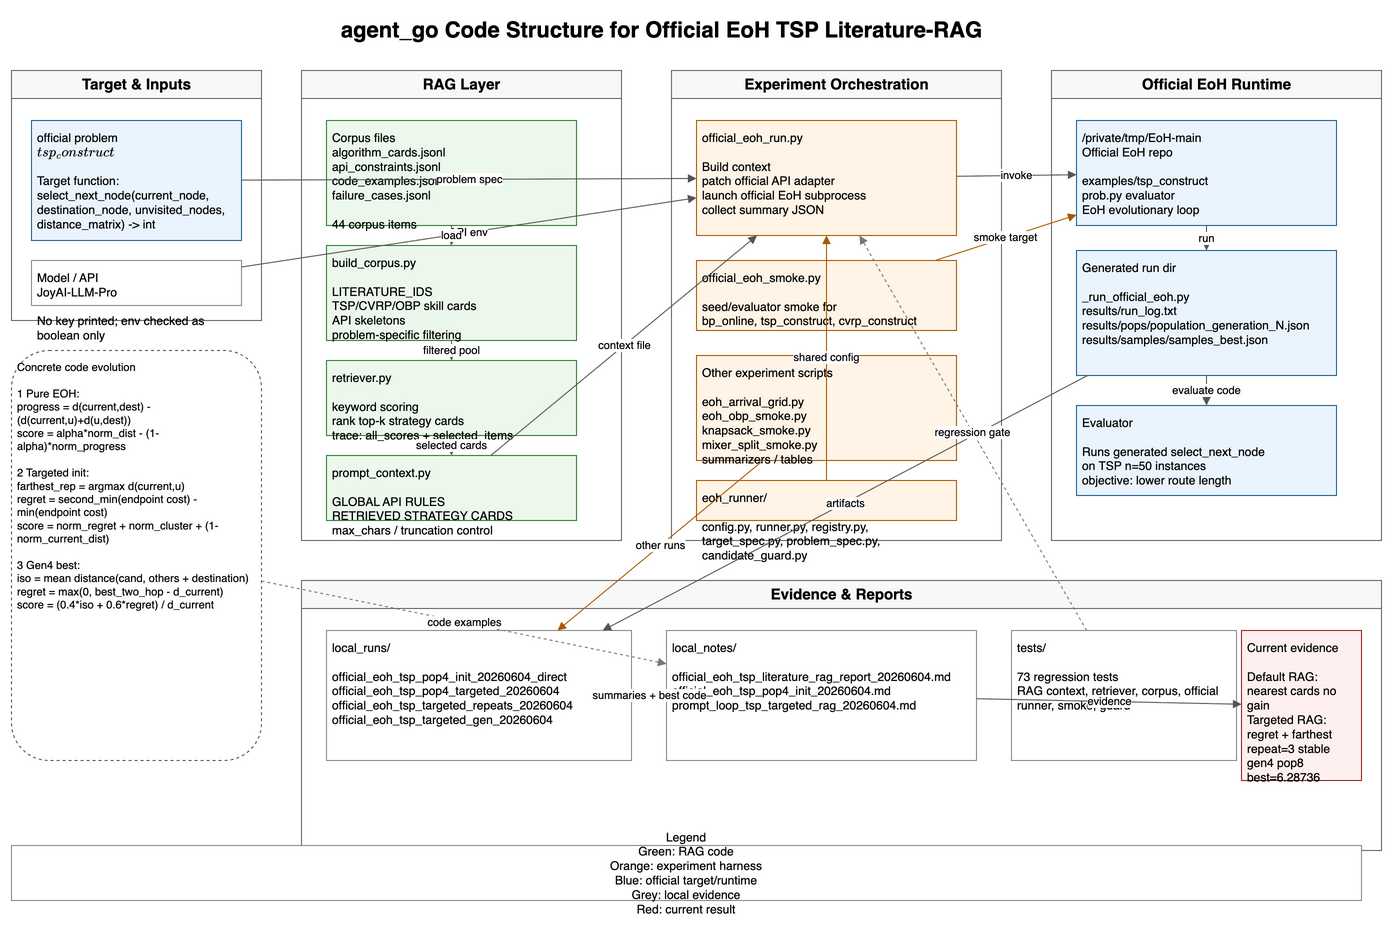 agent_go Code Structure for Official EoH TSP Literature-RAG
Target & Inputs
official problem
tsp_construct
Target function:
select_next_node(current_node,
destination_node, unvisited_nodes,
distance_matrix) -> int
Model / API
JoyAI-LLM-Pro
No key printed; env checked as
boolean only
Concrete code evolution
1 Pure EOH:
progress = d(current,dest) -
(d(current,u)+d(u,dest))
score = alpha*norm_dist - (1-
alpha)*norm_progress
2 Targeted init:
farthest_rep = argmax d(current,u)
regret = second_min(endpoint cost) -
min(endpoint cost)
score = norm_regret + norm_cluster + (1-
norm_current_dist)
3 Gen4 best:
iso = mean distance(cand, others + destination)
regret = max(0, best_two_hop - d_current)
score = (0.4*iso + 0.6*regret) / d_current
RAG Layer
Corpus files
algorithm_cards.jsonl
api_constraints.jsonl
code_examples.jsonl
failure_cases.jsonl
44 corpus items
problem spec
load
env
build_corpus.py
LITERATURE_IDS
TSP/CVRP/OBP skill cards
API skeletons
problem-specific filtering
filtered pool
retriever.py
keyword scoring
rank top-k strategy cards
trace: all_scores + selected_items
selected cards
prompt_context.py
GLOBAL API RULES
RETRIEVED STRATEGY CARDS
max_chars / truncation control
context file
Experiment Orchestration
official_eoh_run.py
Build context
patch official API adapter
launch official EoH subprocess
collect summary JSON
official_eoh_smoke.py
seed/evaluator smoke for
bp_online, tsp_construct, cvrp_construct
shared config
Other experiment scripts
eoh_arrival_grid.py
eoh_obp_smoke.py
knapsack_smoke.py
mixer_split_smoke.py
summarizers / tables
eoh_runner/
config.py, runner.py, registry.py,
target_spec.py, problem_spec.py,
candidate_guard.py
invoke
smoke target
regression gate
artifacts
other runs
Official EoH Runtime
/private/tmp/EoH-main
Official EoH repo
examples/tsp_construct
prob.py evaluator
EoH evolutionary loop
run
Generated run dir
_run_official_eoh.py
results/run_log.txt
results/pops/population_generation_N.json
results/samples/samples_best.json
evaluate code
Evaluator
Runs generated select_next_node
on TSP n=50 instances
objective: lower route length
Evidence & Reports
code examples
local_runs/
official_eoh_tsp_pop4_init_20260604_direct
official_eoh_tsp_pop4_targeted_20260604
official_eoh_tsp_targeted_repeats_20260604
official_eoh_tsp_targeted_gen_20260604
summaries + best code
local_notes/
official_eoh_tsp_literature_rag_report_20260604.md
official_eoh_tsp_pop4_init_20260604.md
prompt_loop_tsp_targeted_rag_20260604.md
tests/
73 regression tests
RAG context, retriever, corpus, official
runner, smoke, guard
evidence
Current evidence
Default RAG:
nearest cards no
gain
Targeted RAG:
regret + farthest
repeat=3 stable
gen4 pop8
best=6.28736
Legend
Green: RAG code
Orange: experiment harness
Blue: official target/runtime
Grey: local evidence
Red: current result